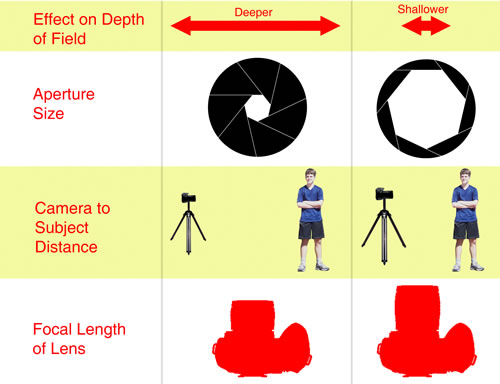 Effect on Depth
of Field
Deeper
Shallower
Aperture
Size
Camera to
Subject
Distance
Focal Length
of Lens